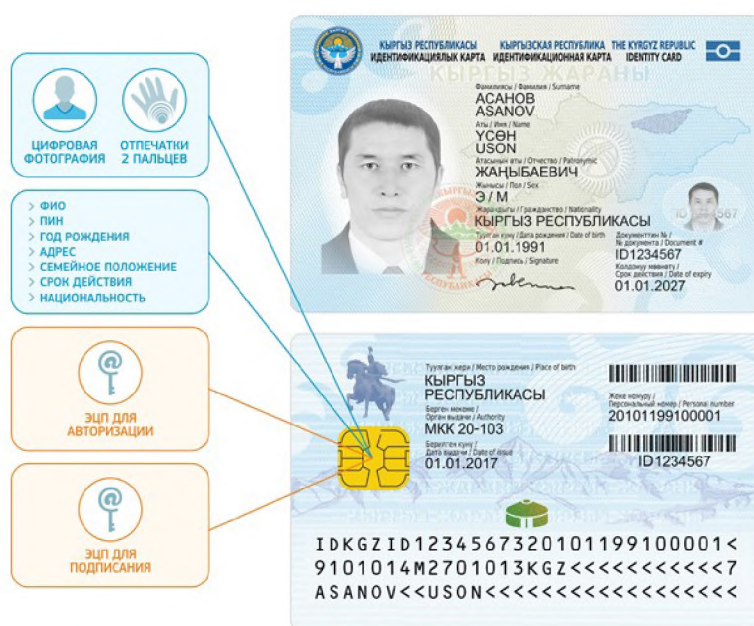 ЦИФРОВАЯ
ФОТОГРАФИЯ
ОТПЕЧАТКИ
2 ПАЛЬЦЕВ
> ФИО
> ПИН
> ГОД РОЖДЕНИЯ
> АДРЕС
> СЕМЕЙНОЕ ПОЛОЖЕНИЕ
> СРОК ДЕЙСТВИЯ
> НАЦИОНАЛЬНОСТЬ
ЭЦП ДЛЯ
АВТОРИЗАЦИИ
ЭЦП ДЛЯ
ПОДПИСАНИЯ
КЫРГЫЗ РЕСПУБЛИКАСЫ КЫРГЫЗСКАЯ РЕСПУБЛИКА THE KYRGYZ REPUBLIC
ИДЕНТИФИКАЦИЯЛЫК КАРТА ИДЕНТИФИКАЦИОННАЯ КАРТА IDENTITY CARD
КЫРГЫЗ ЖАРАНЫ
Фамилиясы / Фамилия / Surname
АСАНОВ
ASANOV
Аты / Имя / Name
ҮСӨН
USON
Атасынын аты / Отчество / Patronymic
ЖАҢЫБАЕВИЧ
Жынысы / Пол / Sex
Э / М
Жарандыгы / Гражданство / Nationality
КЫРГЫЗ РЕСПУБЛИКАСЫ
Туулган күнү / Дата рождения / Date of birth
01.01.1991
Колу / Подпись / Signature
Документтин № /
№ документа / Document #
ID1234567
Колдонуу мөөнөтү /
Срок действия / Date of expiry
01.01.2027
ID 1234567
Туулган жери / Место рождения / Place of birth
КЫРГЫЗ
РЕСПУБЛИКАСЫ
Берген мекеме /
Орган выдачи / Authority
МКК 20-103
Берилген күнү /
Дата выдачи / Date of issue
01.01.2017
Жеке номуру /
Персональный номер / Personal number
20101199100001
ID1234567
IDKGZID1234567320101199100001<
9101014M2701013KGZ<<<<<<<<<<<7
ASANOV<<USON<<<<<<<<<<<<<<<<<<